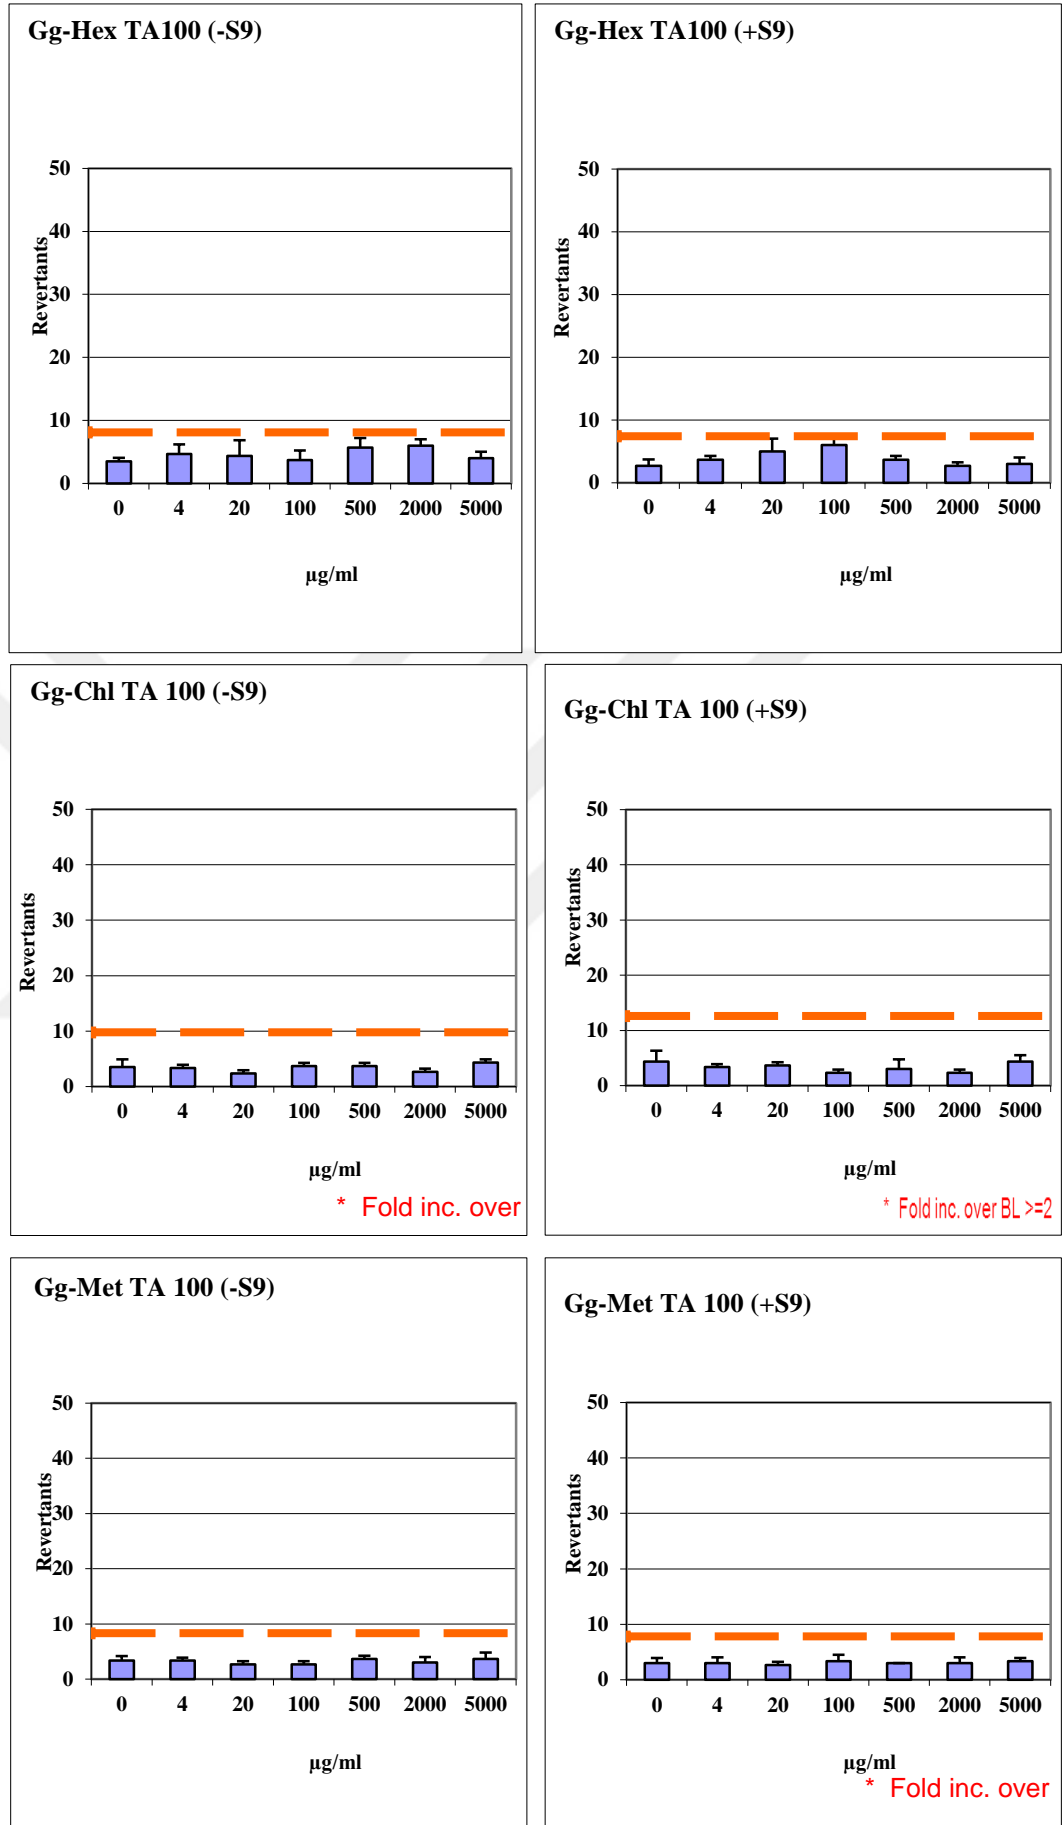 Gg-Hex TA100 (-S9)
50
40
30
20
10
0
Revertants
0 4 20 100 500 2000 5000
µg/ml
Gg-Hex TA100 (+S9)
50
40
30
20
10
0
Revertants
0 4 20 100 500 2000 5000
µg/ml
Gg-Chl TA 100 (-S9)
50
40
30
20
10
0
Revertants
0 4 20 100 500 2000 5000
µg/ml
* Fold inc. over
Gg-Chl TA 100 (+S9)
50
40
30
20
10
0
Revertants
0 4 20 100 500 2000 5000
µg/ml
* Fold inc. over BL >=2
Gg-Met TA 100 (-S9)
50
40
30
20
10
0
Revertants
0 4 20 100 500 2000 5000
µg/ml
Gg-Met TA 100 (+S9)
50
40
30
20
10
0
Revertants
0 4 20 100 500 2000 5000
µg/ml
* Fold inc. over